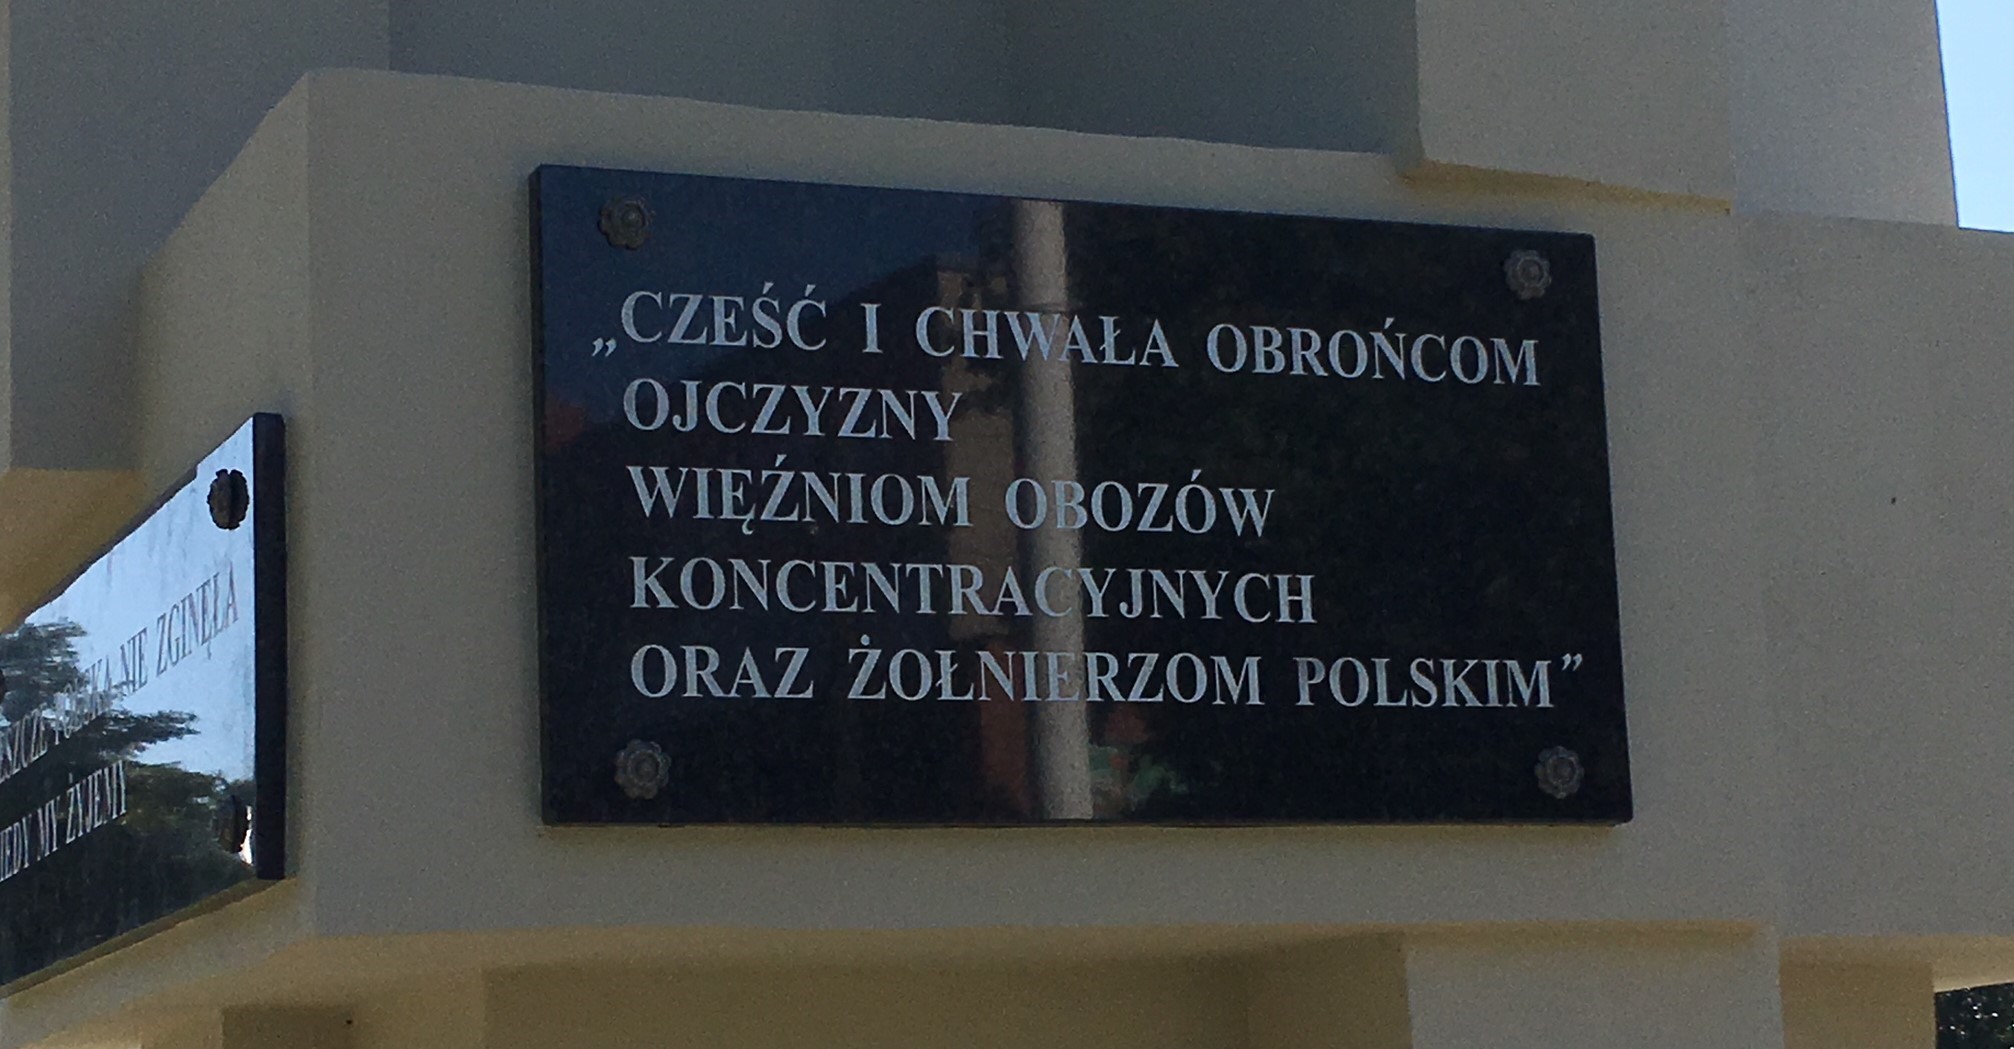 „CZEŚĆ I CHWAŁA OBROŃCOM
OJCZYZNY
WIĘŹNIOM OBOZÓW
KONCENTRACYJNYCH
ORAZ ŻOŁNIERZOM POLSKIM”
NIE ZGINĘŁA
MY ŻYJEMY